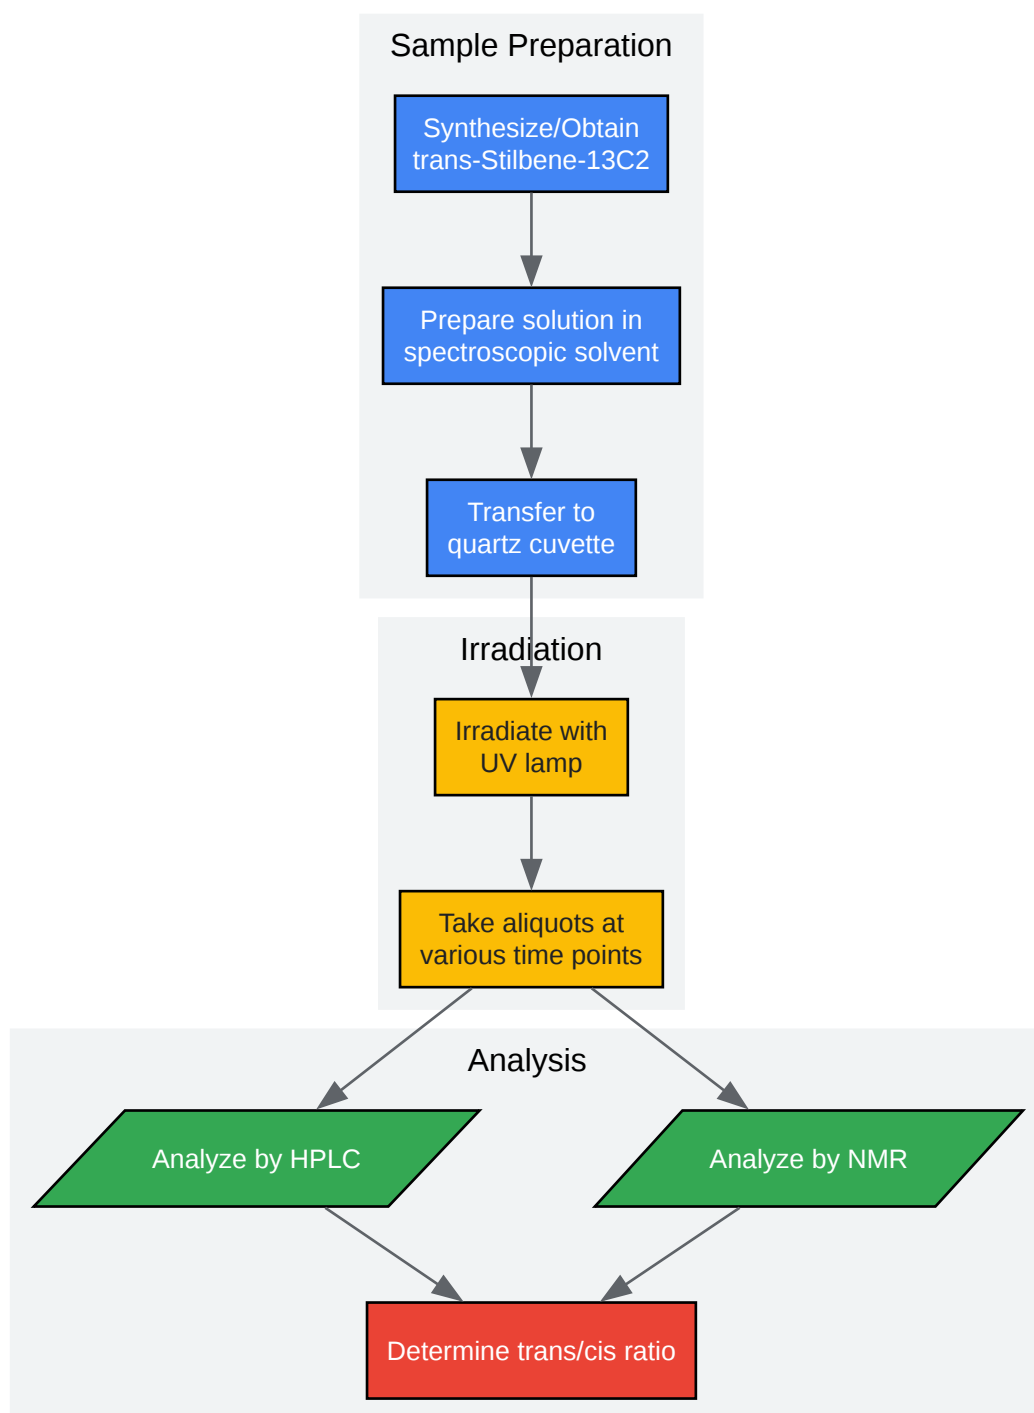 Sample Preparation
Synthesize/Obtain
trans-Stilbene-13C2
Prepare solution in
spectroscopic solvent
Transfer to
quartz cuvette
Irradiation
Irradiate with
UV lamp
Take aliquots at
various time points
Analysis
Analyze by HPLC
Analyze by NMR
Determine trans/cis ratio